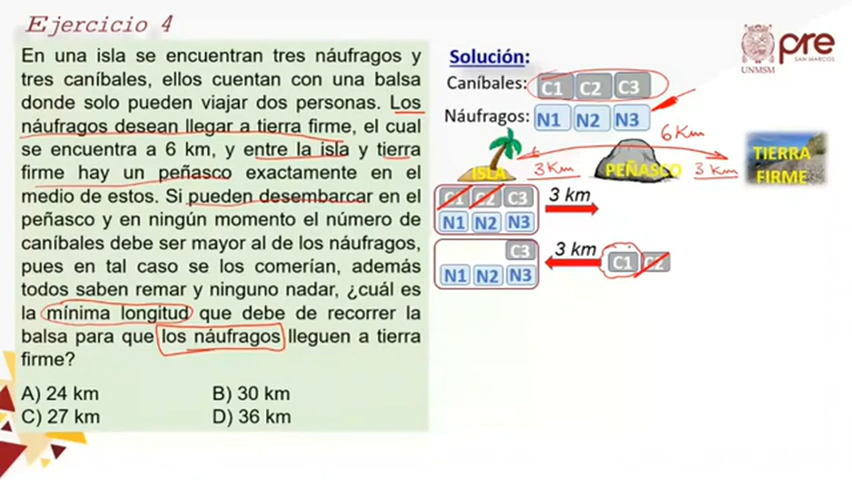 Ejercicio 4
En una isla se encuentran tres náufragos y
tres caníbales, ellos cuentan con una balsa
donde solo pueden viajar dos personas. Los
náufragos desean llegar a tierra firme, el cual
se encuentra a 6 km, y entre la isla y tierra
firme hay un peñasco exactamente en el
medio de estos. Si pueden desembarcar en el
peñasco y en ningún momento el número de
caníbales debe ser mayor al de los náufragos,
pues en tal caso se los comerían, además
todos saben remar y ninguno nadar, ¿cuál es
la mínima longitud que debe de recorrer la
balsa para que los náufragos lleguen a tierra
firme?
A) 24 km B) 30 km
C) 27 km D) 36 km
Solución:
UNMSM
pre
SAN MARCOS
Caníbales: C1 C2 C3
Náufragos: N1 N2 N3
6 Km
ISLA
3 Km
PEÑASCO
3 Km
TIERRA
FIRME
C1 C2 C3
N1 N2 N3
3 km
C3
N1 N2 N3
3 km
C1 C2